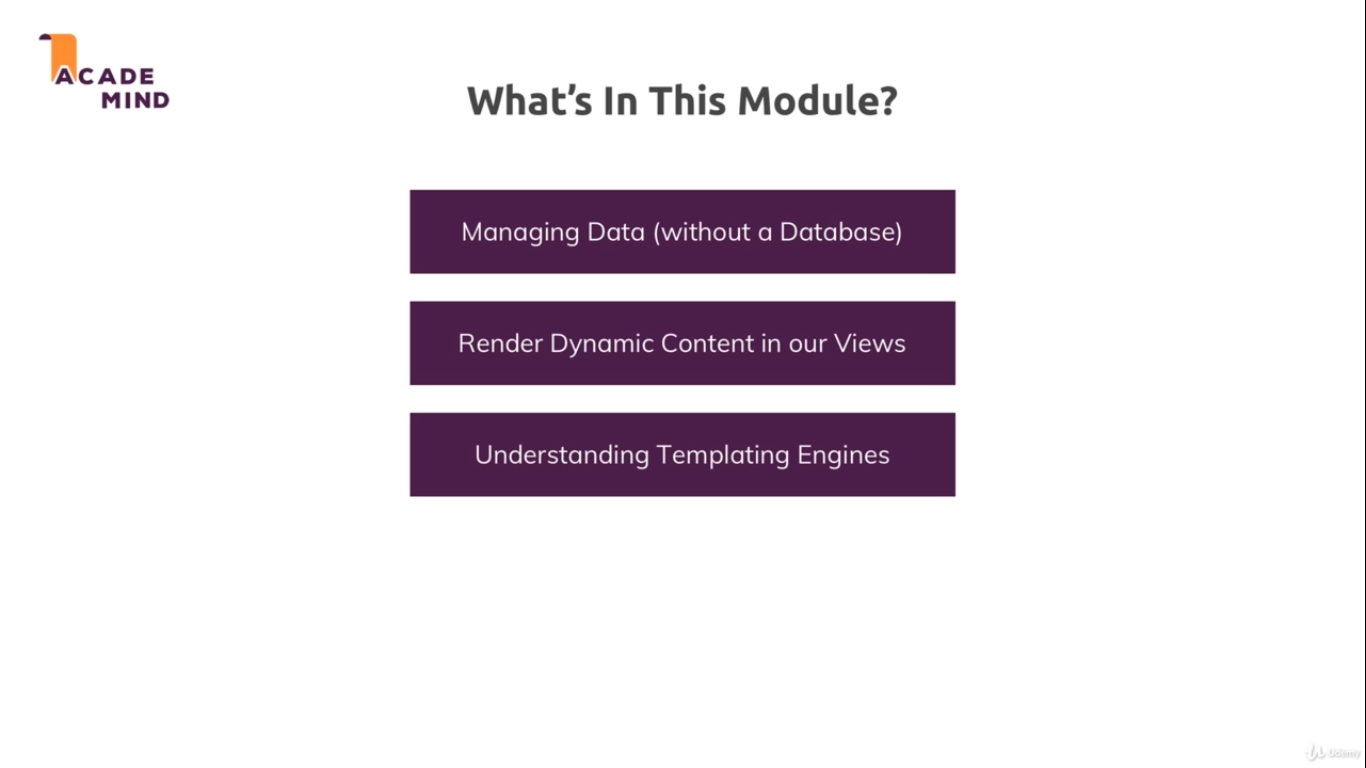 ACADE
MIND
What's In This Module?
Managing Data (without a Database)
Render Dynamic Content in our Views
Understanding Templating Engines
Udemy